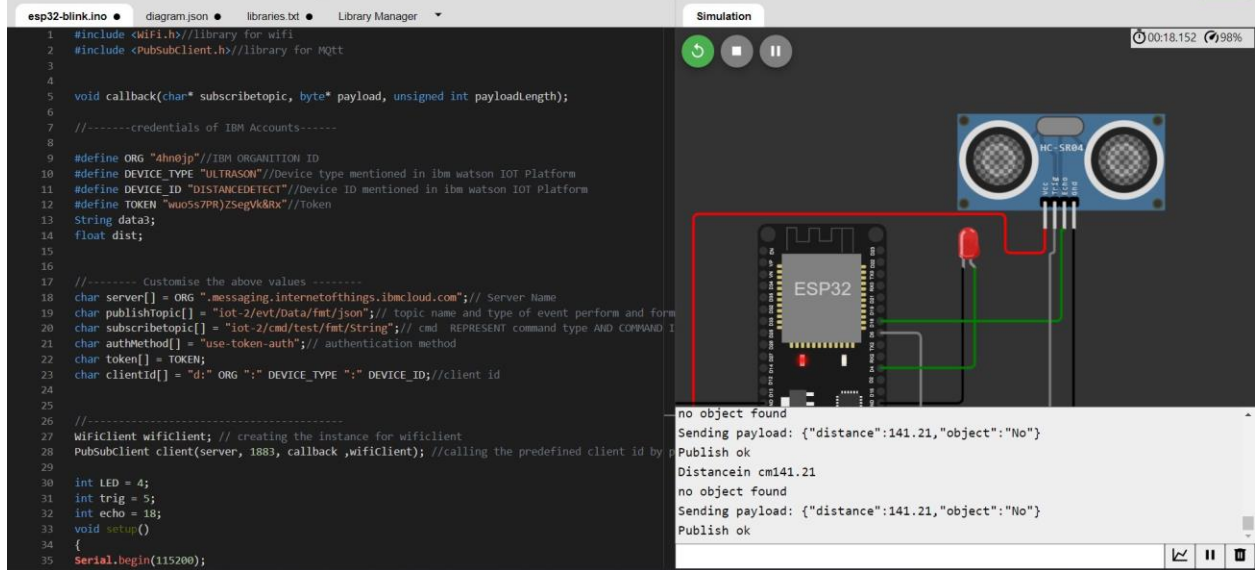 esp32-blink.ino ● diagram.json ● libraries.txt ● Library Manager ▼
1 #include <WiFi.h>//library for wifi
2 #include <PubSubClient.h>//library for MQtt
3
4
5 void callback(char* subscribetopic, byte* payload, unsigned int payloadLength);
6
7 //-------credentials of IBM Accounts------
8
9 #define ORG "4hn0jp"//IBM ORGANITION ID
10 #define DEVICE_TYPE "ULTRASON"//Device type mentioned in ibm watson IOT Platform
11 #define DEVICE_ID "DISTANCEDETECT"//Device ID mentioned in ibm watson IOT Platform
12 #define TOKEN "wuo5s7PR)ZSegVk&Rx"//Token
13 String data3;
14 float dist;
15
16
17 //-------- Customise the above values --------
18 char server[] = ORG ".messaging.internetofthings.ibmcloud.com";// Server Name
19 char publishTopic[] = "iot-2/evt/Data/fmt/json";// topic name and type of event perform and form
20 char subscribetopic[] = "iot-2/cmd/test/fmt/String";// cmd REPRESENT command type AND COMMAND I
21 char authMethod[] = "use-token-auth";// authentication method
22 char token[] = TOKEN;
23 char clientId[] = "d:" ORG ":" DEVICE_TYPE ":" DEVICE_ID;//client id
24
25
26 //-----------------------------------------
27 WiFiClient wifiClient; // creating the instance for wificlient
28 PubSubClient client(server, 1883, callback ,wifiClient); //calling the predefined client id by p
29
30 int LED = 4;
31 int trig = 5;
32 int echo = 18;
33 void setup()
34 {
35 Serial.begin(115200);
Simulation
00:18.152 98%
HC-SR04
Vcc Trig Echo Gnd
ESP32
no object found
Sending payload: {"distance":141.21,"object":"No"}
Publish ok
Distancein cm141.21
no object found
Sending payload: {"distance":141.21,"object":"No"}
Publish ok